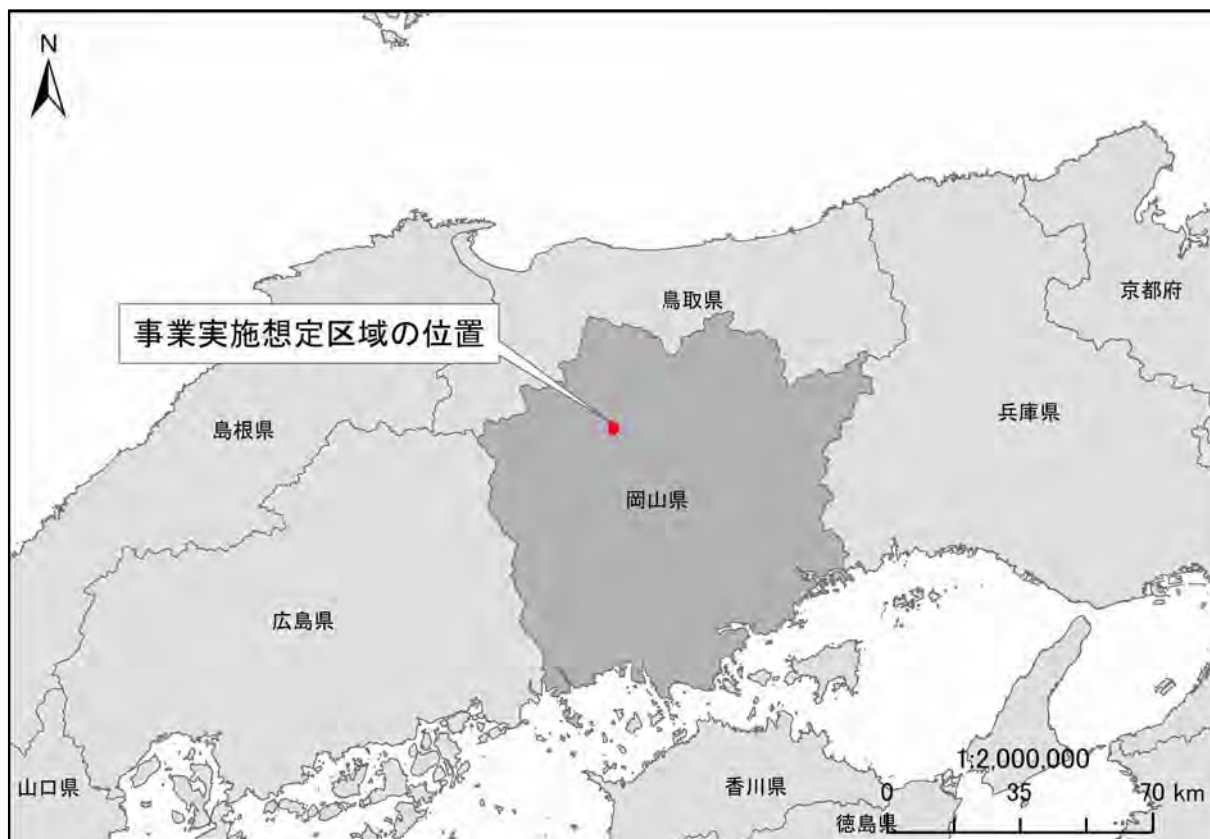 N
鳥取県
京都府
事業実施想定区域の位置
島根県
兵庫県
岡山県
広島県
1:2,000,000
山口県
香川県
0 35 70 km
徳島県